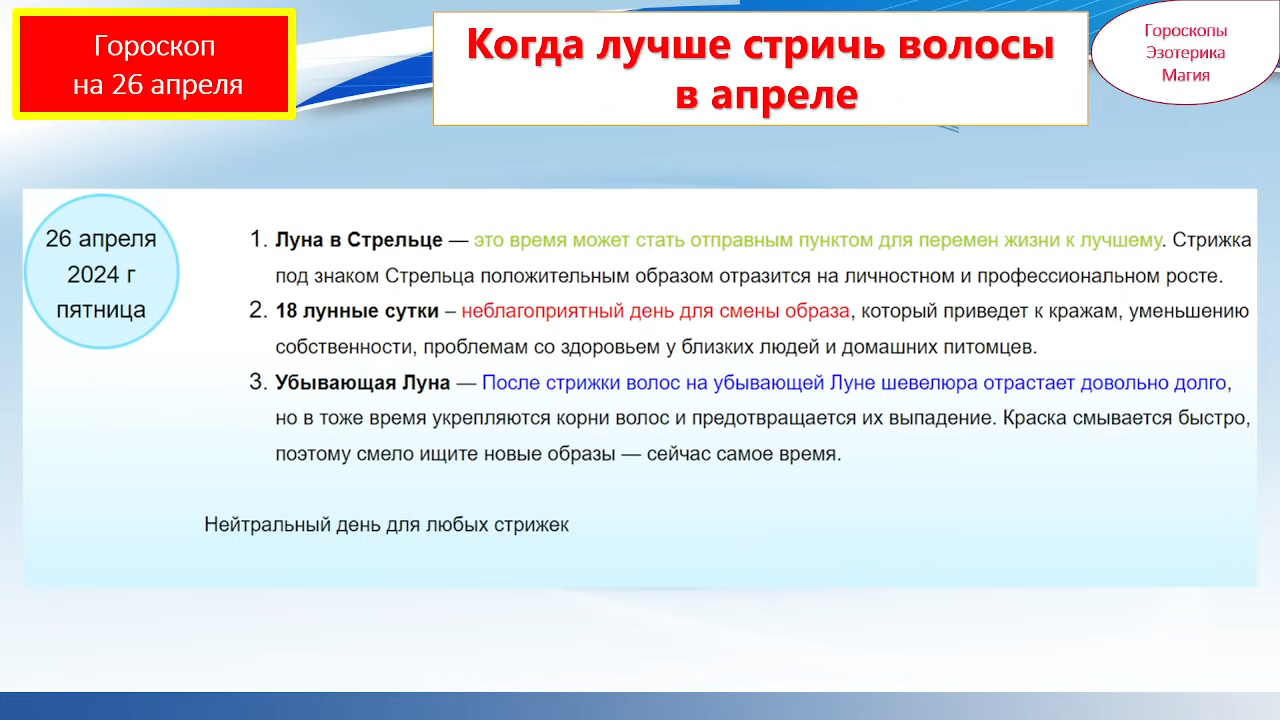 Гороскоп
на 26 апреля
Когда лучше стричь волосы
в апреле
Гороскопы
Эзотерика
Магия
26 апреля
2024 г
пятница
1. Луна в Стрельце — это время может стать отправным пунктом для перемен жизни к лучшему. Стрижка
под знаком Стрельца положительным образом отразится на личностном и профессиональном росте.
2. 18 лунные сутки – неблагоприятный день для смены образа, который приведет к кражам, уменьшению
собственности, проблемам со здоровьем у близких людей и домашних питомцев.
3. Убывающая Луна — После стрижки волос на убывающей Луне шевелюра отрастает довольно долго,
но в тоже время укрепляются корни волос и предотвращается их выпадение. Краска смывается быстро,
поэтому смело ищите новые образы — сейчас самое время.
Нейтральный день для любых стрижек